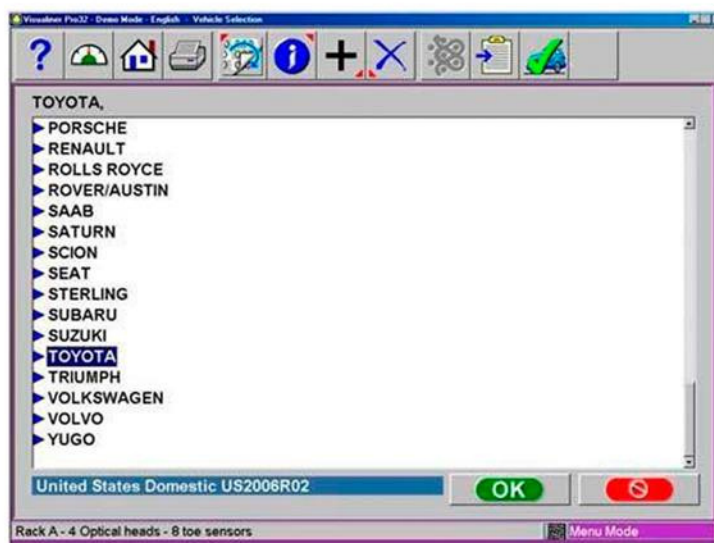 Visualiner Pro32 - Demo Mode - English - Vehicle Selection
?
i
TOYOTA,
PORSCHE
RENAULT
ROLLS ROYCE
ROVER/AUSTIN
SAAB
SATURN
SCION
SEAT
STERLING
SUBARU
SUZUKI
TOYOTA
TRIUMPH
VOLKSWAGEN
VOLVO
YUGO
United States Domestic US2006R02
OK
Rack A - 4 Optical heads - 8 toe sensors
Menu Mode